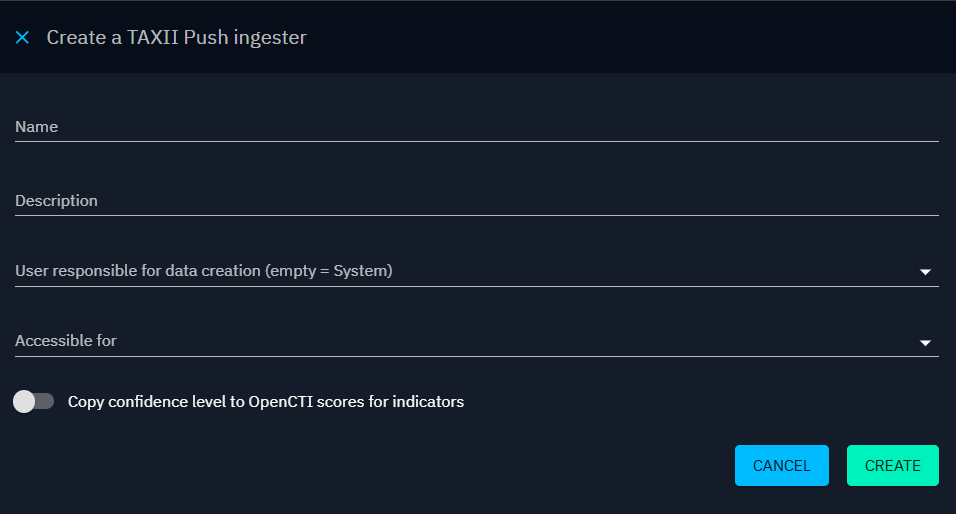 Create a TAXII Push ingester
Name
Description
User responsible for data creation (empty = System)
Accessible for
Copy confidence level to OpenCTI scores for indicators
CANCEL
CREATE